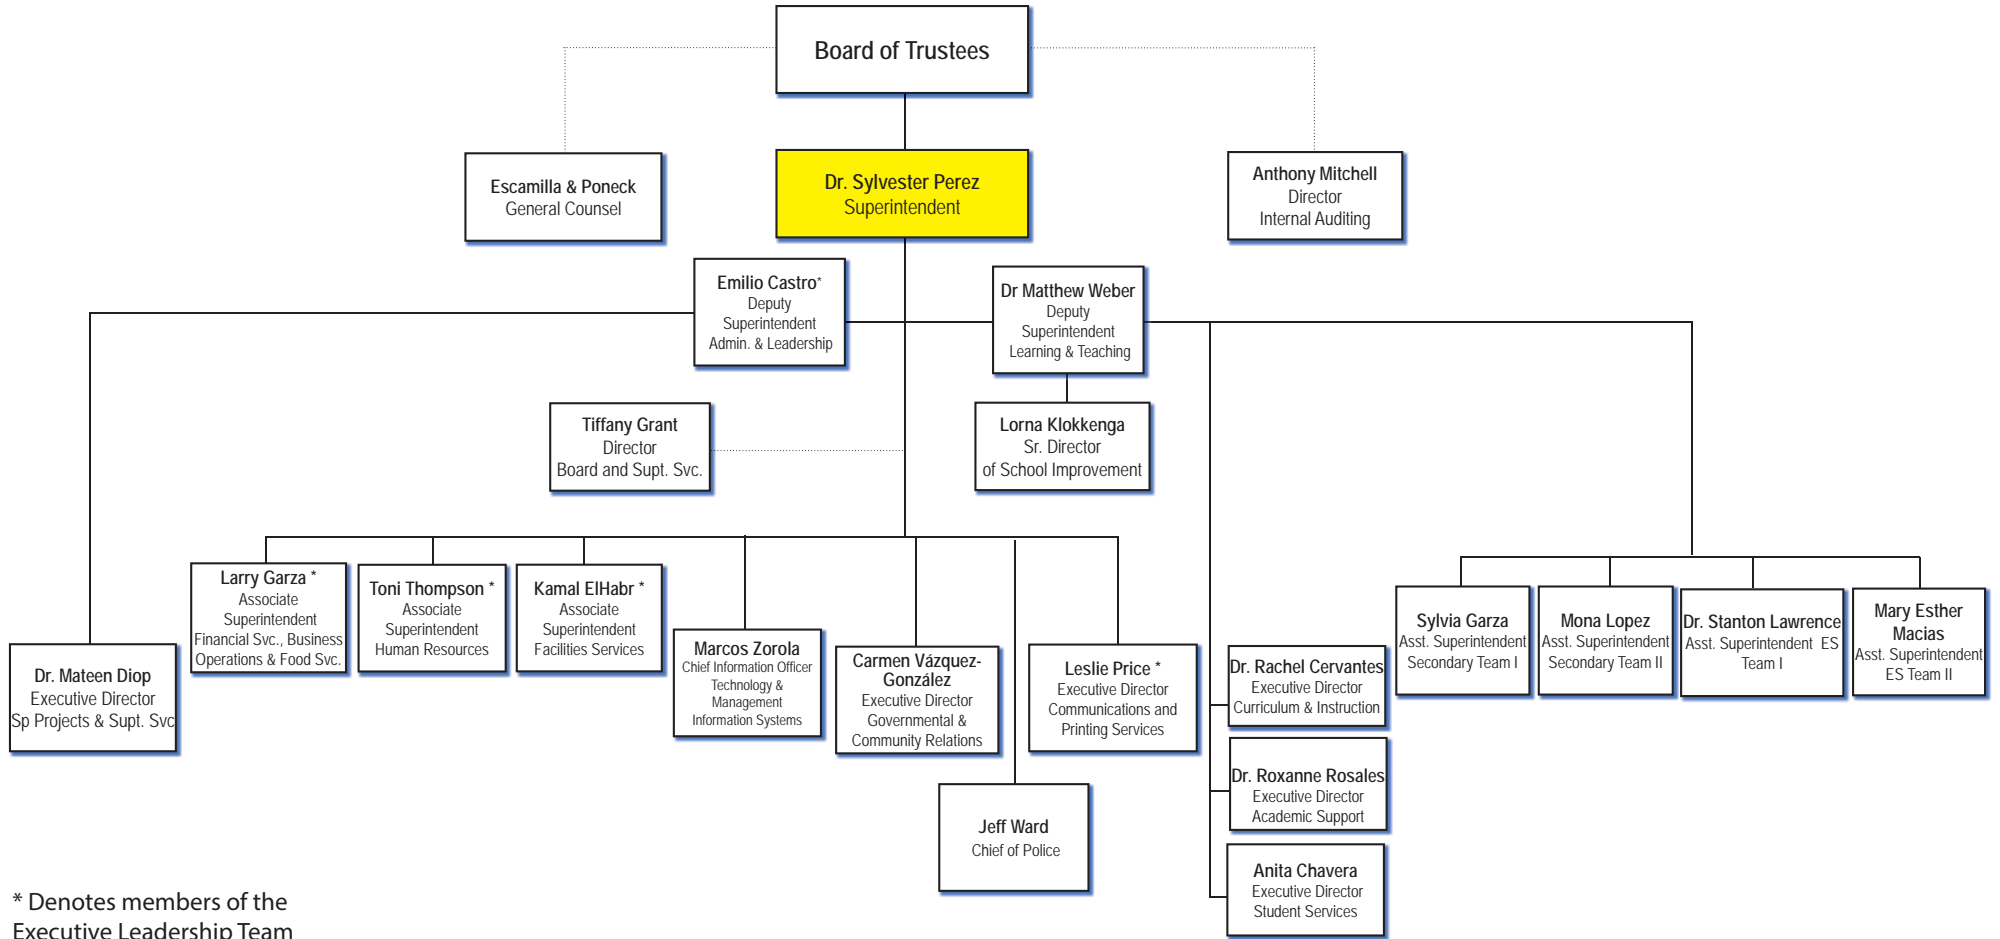 Board of Trustees
Escamilla & Poneck
General Counsel
Dr. Sylvester Perez
Superintendent
Anthony Mitchell
Director
Internal Auditing
Emilio Castro*
Deputy
Superintendent
Admin. & Leadership
Dr Matthew Weber
Deputy
Superintendent
Learning & Teaching
Tiffany Grant
Director
Board and Supt. Svc.
Lorna Klokkenga
Sr. Director
of School Improvement
Dr. Mateen Diop
Executive Director
Sp Projects & Supt. Svc
Larry Garza *
Associate
Superintendent
Financial Svc., Business
Operations & Food Svc.
Toni Thompson *
Associate
Superintendent
Human Resources
Kamal ElHabr *
Associate
Superintendent
Facilities Services
Marcos Zorola
Chief Information Officer
Technology &
Management
Information Systems
Carmen Vázquez-
González
Executive Director
Governmental &
Community Relations
Jeff Ward
Chief of Police
Leslie Price *
Executive Director
Communications and
Printing Services
Dr. Rachel Cervantes
Executive Director
Curriculum & Instruction
Dr. Roxanne Rosales
Executive Director
Academic Support
Anita Chavera
Executive Director
Student Services
Sylvia Garza
Asst. Superintendent
Secondary Team I
Mona Lopez
Asst. Superintendent
Secondary Team II
Dr. Stanton Lawrence
Asst. Superintendent ES
Team I
Mary Esther
Macias
Asst. Superintendent
ES Team II
* Denotes members of the
Executive Leadership Team